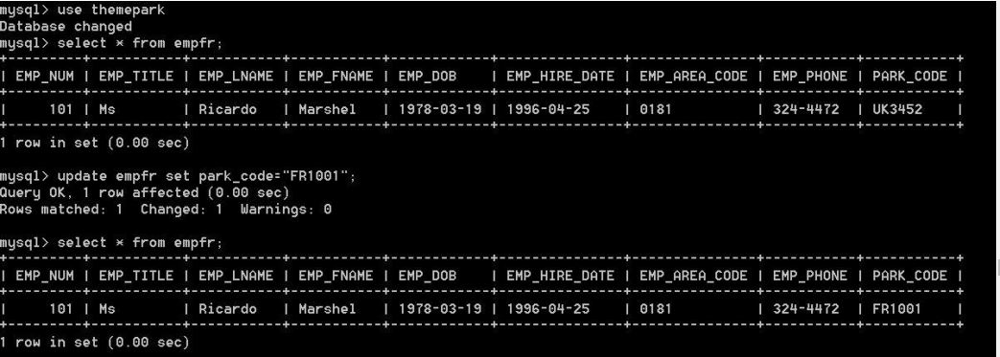 mysql> use themepark
Database changed
mysql> select * from empfr;
+---------+-----------+-----------+-----------+------------+---------------+---------------+-----------+-----------+
| EMP_NUM | EMP_TITLE | EMP_LNAME | EMP_FNAME | EMP_DOB    | EMP_HIRE_DATE | EMP_AREA_CODE | EMP_PHONE | PARK_CODE |
+---------+-----------+-----------+-----------+------------+---------------+---------------+-----------+-----------+
|     101 | Ms        | Ricardo   | Marshel   | 1978-03-19 | 1996-04-25    | 0181          | 324-4472  | UK3452    |
+---------+-----------+-----------+-----------+------------+---------------+---------------+-----------+-----------+
1 row in set (0.00 sec)
mysql> update empfr set park_code="FR1001";
Query OK, 1 row affected (0.00 sec)
Rows matched: 1  Changed: 1  Warnings: 0
mysql> select * from empfr;
+---------+-----------+-----------+-----------+------------+---------------+---------------+-----------+-----------+
| EMP_NUM | EMP_TITLE | EMP_LNAME | EMP_FNAME | EMP_DOB    | EMP_HIRE_DATE | EMP_AREA_CODE | EMP_PHONE | PARK_CODE |
+---------+-----------+-----------+-----------+------------+---------------+---------------+-----------+-----------+
|     101 | Ms        | Ricardo   | Marshel   | 1978-03-19 | 1996-04-25    | 0181          | 324-4472  | FR1001    |
+---------+-----------+-----------+-----------+------------+---------------+---------------+-----------+-----------+
1 row in set (0.00 sec)